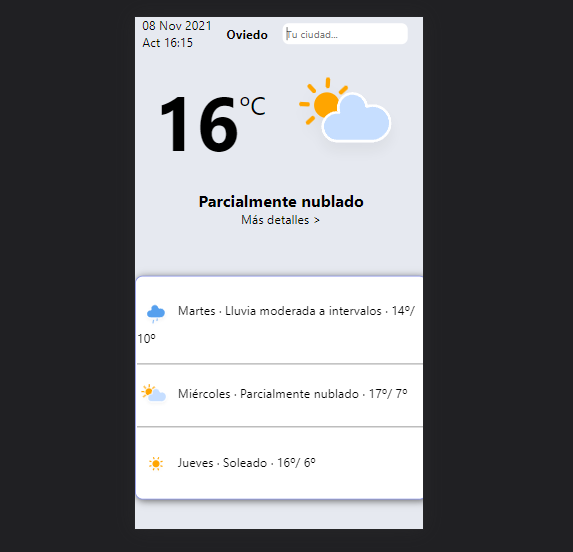 08 Nov 2021
Act 16:15
Oviedo
Tu ciudad...
16ºC
Parcialmente nublado
Más detalles >
Martes · Lluvia moderada a intervalos · 14º/
10º
Miércoles · Parcialmente nublado · 17º/ 7º
Jueves · Soleado · 16º/ 6º